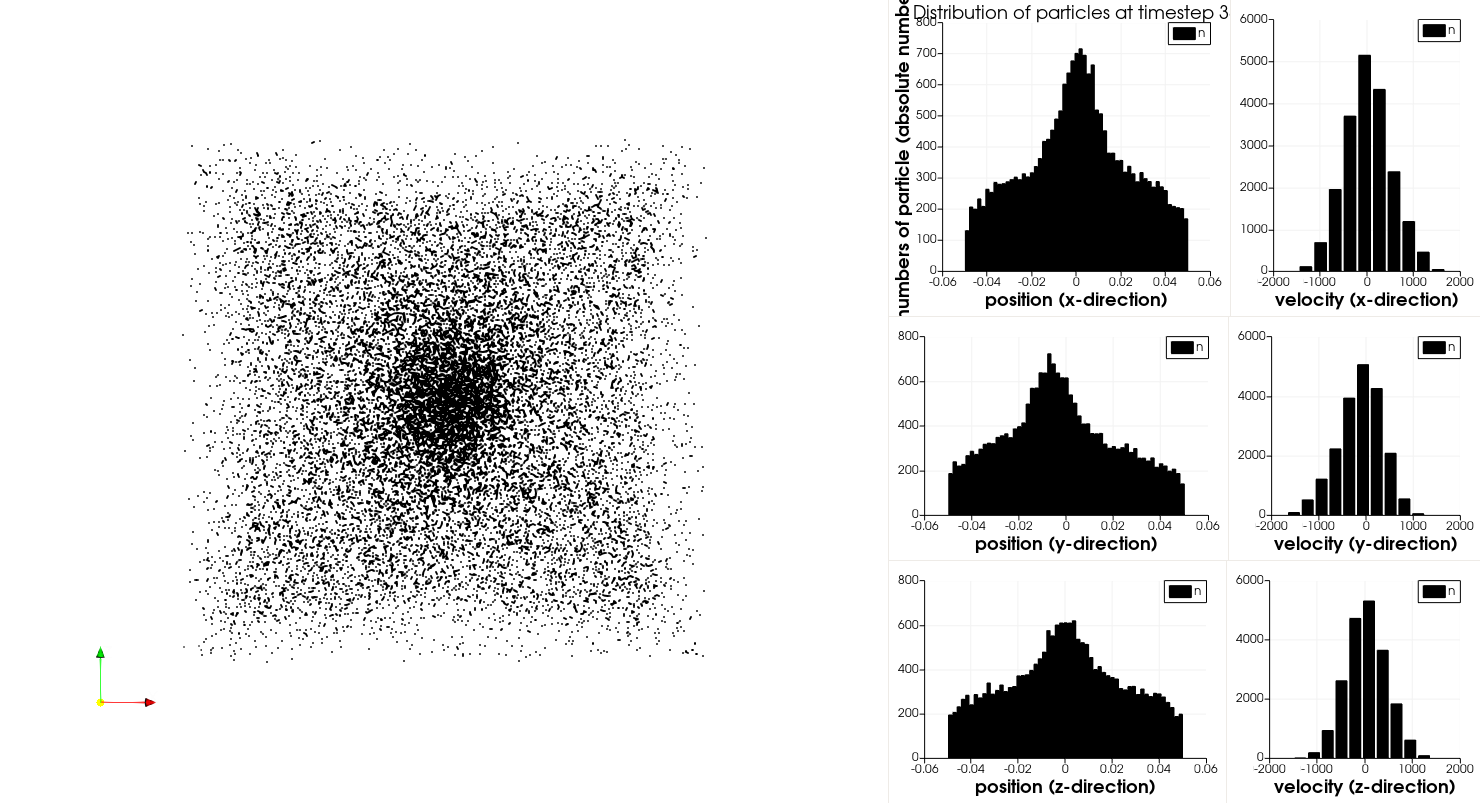 Distribution of particles at timestep 3
numbers of particle (absolute numbe
800
700
600
500
400
300
200
100
0
n
-0.06 -0.04 -0.02 0 0.02 0.04 0.06
position (x-direction)
6000
5000
4000
3000
2000
1000
0
n
-2000 -1000 0 1000 2000
velocity (x-direction)
800
600
400
200
0
n
-0.06 -0.04 -0.02 0 0.02 0.04 0.06
position (y-direction)
6000
4000
2000
0
n
-2000 -1000 0 1000 2000
velocity (y-direction)
800
600
400
200
0
n
-0.06 -0.04 -0.02 0 0.02 0.04 0.06
position (z-direction)
6000
4000
2000
0
n
-2000 -1000 0 1000 2000
velocity (z-direction)